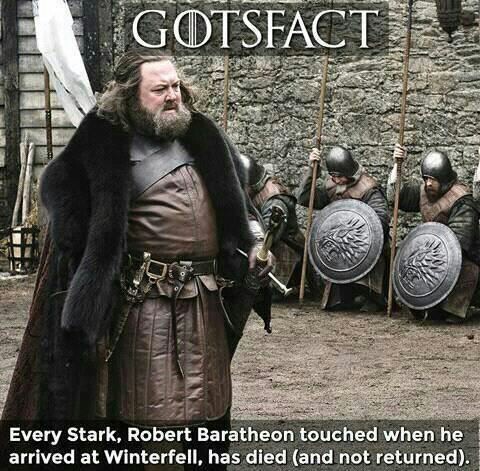 GOTSFACT
Every Stark, Robert Baratheon touched when he
arrived at Winterfell, has died (and not returned).